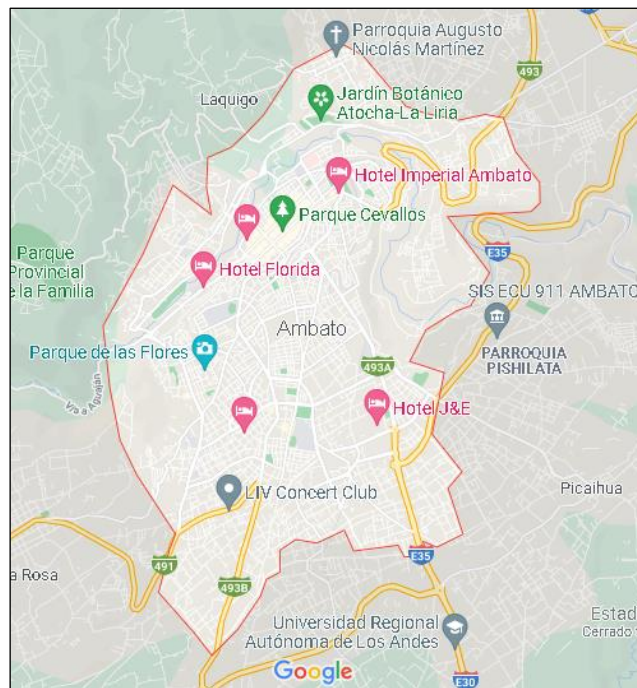 Parroquia Augusto
Nicolás Martínez
493
Laquigo
Jardín Botánico
Atocha-La Liria
Hotel Imperial Ambato
Parque Cevallos
Parque
Provincial
e la Familia
Hotel Florida
E35
SIS ECU 911 AMBATO
Ambato
Parque de las Flores
PARROQUIA
PISHILATA
493A
Vya a Aguaján
Hotel J&E
LIV Concert Club
Picaihua
491
E35
a Rosa
493B
Universidad Regional
Autónoma de Los Andes
Estad
Cerrado
Google
E30